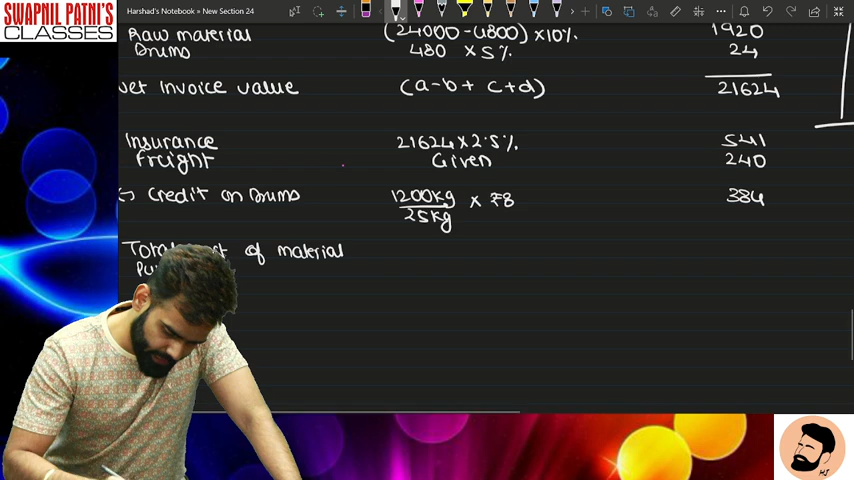 SWAPNIL PATNI'S
CLASSES
Harshad's Notebook » New Section 24
Raw material (24000-4800) ×10% 1920
Drums 480 × 5% 24
Net Invoice value (a-b+ c+d) 21624
Insurance 21624×2.5% 541
Freight Given 240
(-) Credit on Drums 1200kg/25kg × ₹8 384
of material
HS